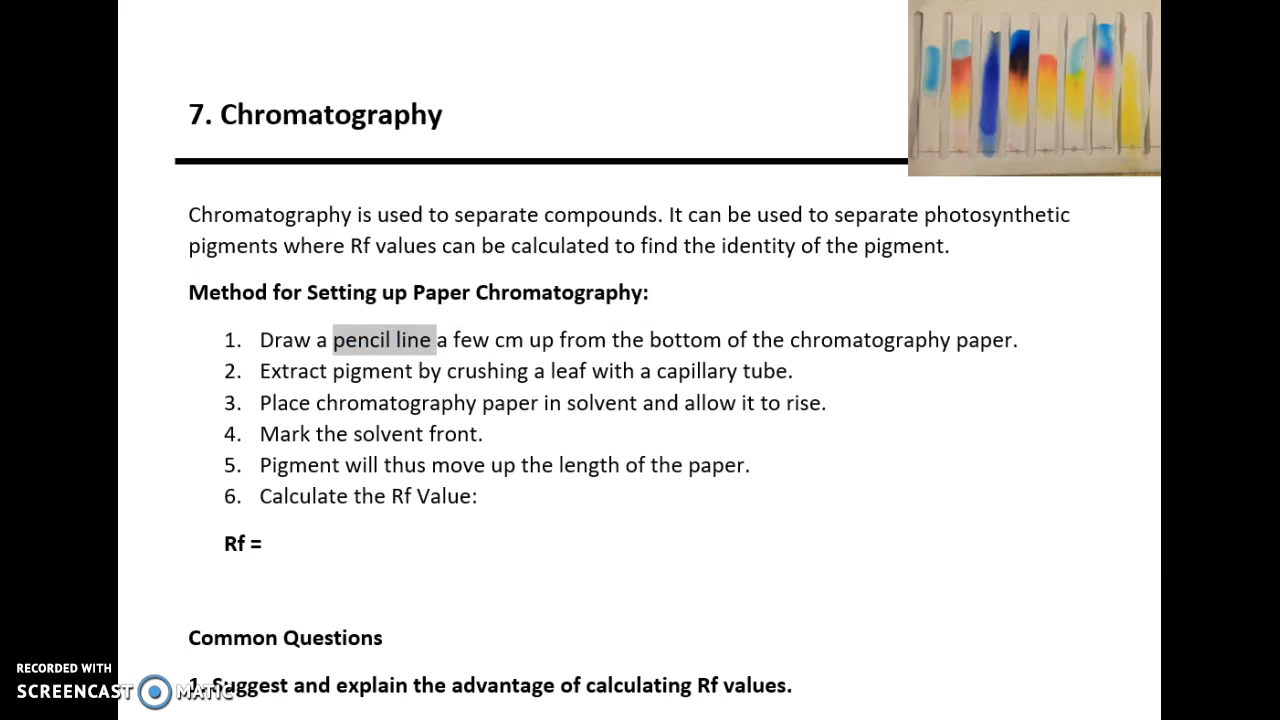 7. Chromatography
Chromatography is used to separate compounds. It can be used to separate photosynthetic
pigments where Rf values can be calculated to find the identity of the pigment.
Method for Setting up Paper Chromatography:
1. Draw a pencil line a few cm up from the bottom of the chromatography paper.
2. Extract pigment by crushing a leaf with a capillary tube.
3. Place chromatography paper in solvent and allow it to rise.
4. Mark the solvent front.
5. Pigment will thus move up the length of the paper.
6. Calculate the Rf Value:
Rf =
Common Questions
1. Suggest and explain the advantage of calculating Rf values.
RECORDED WITH
SCREENCAST MATIC